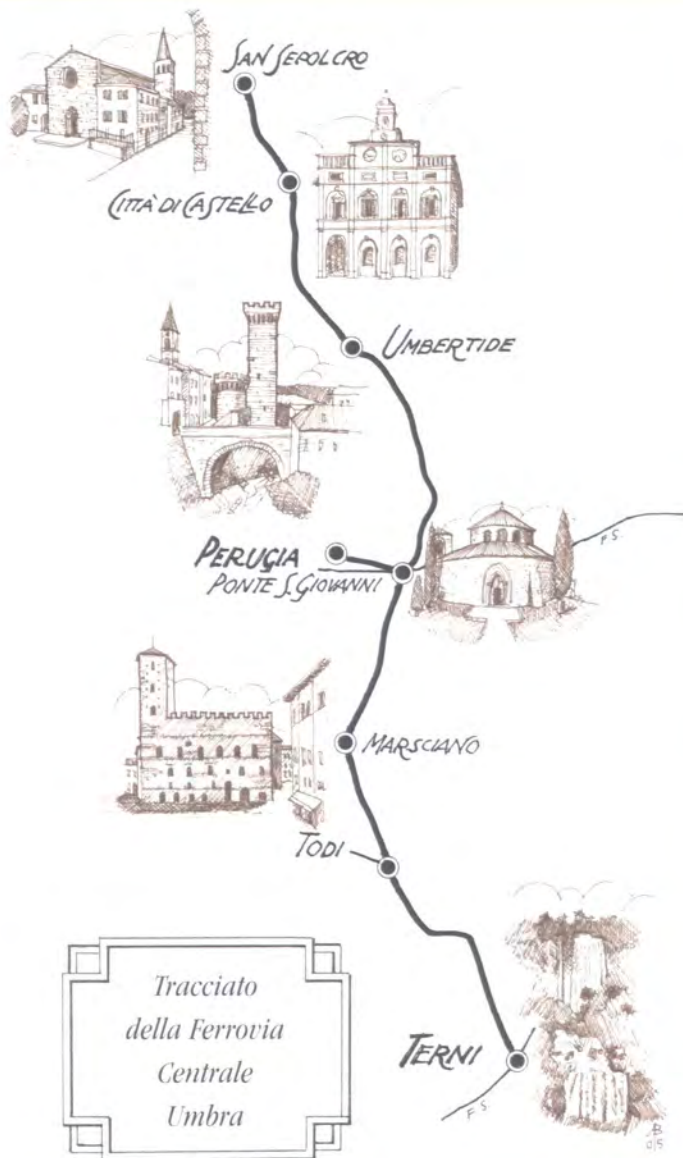 SAN SEPOLCRO
CITTÀ DI CASTELLO
UMBERTIDE
F.S.
PERUGIA
PONTE S. GIOVANNI
MARSCIANO
TODI
TERNI
F.S.
Tracciato
della Ferrovia
Centrale
Umbra